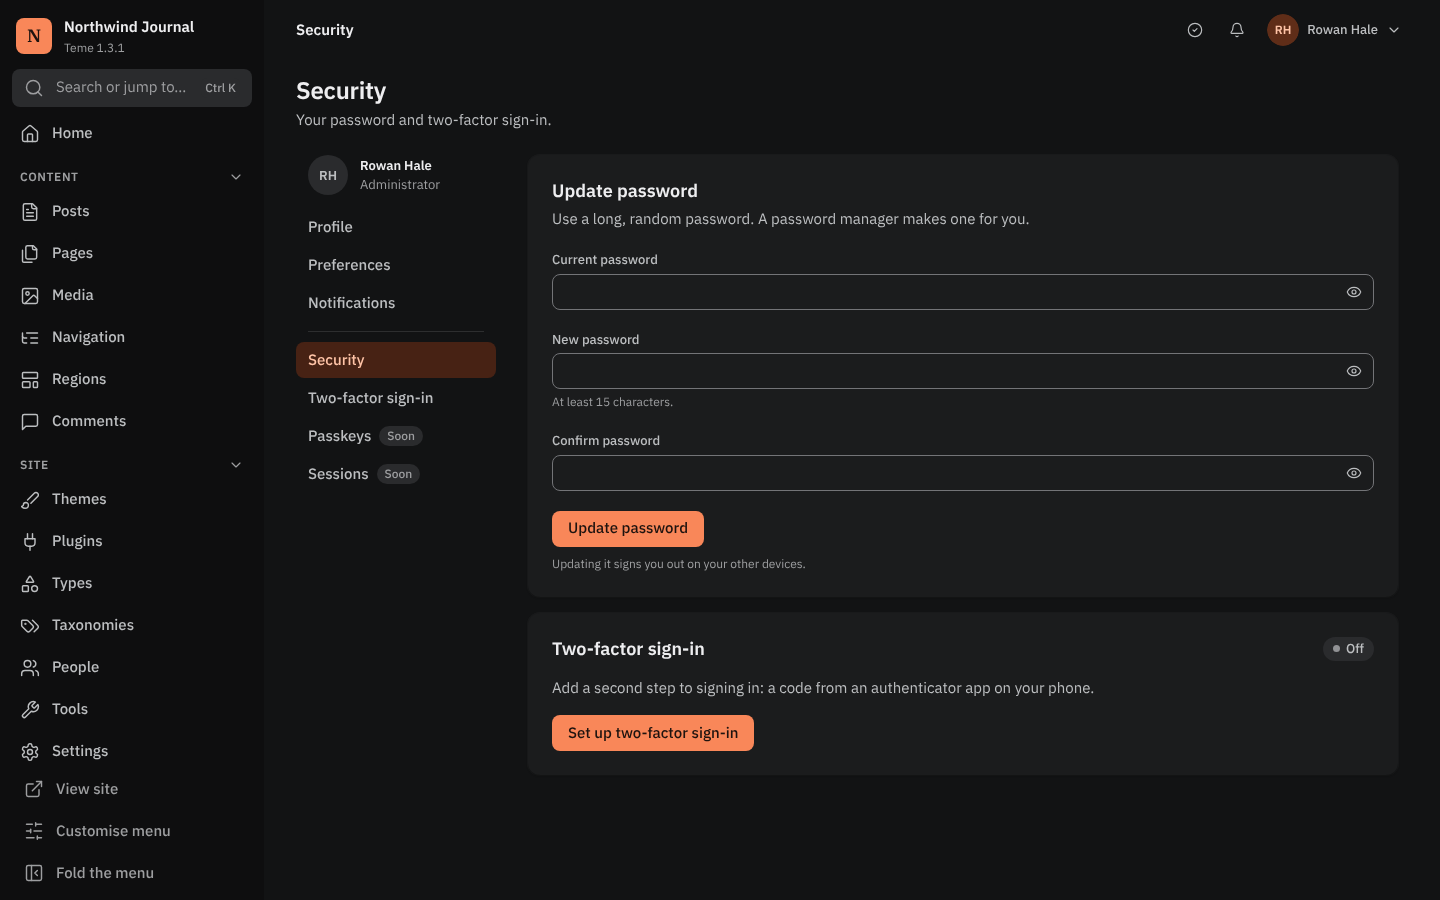 N
Northwind Journal
Teme 1.3.1
Search or jump to...
Ctrl K
Home
CONTENT
Posts
Pages
Media
Navigation
Regions
Comments
SITE
Themes
Plugins
Types
Taxonomies
People
Tools
Settings
View site
Customise menu
Fold the menu
Security
RH
Rowan Hale
Security
Your password and two-factor sign-in.
RH
Rowan Hale
Administrator
Profile
Preferences
Notifications
Security
Two-factor sign-in
Passkeys Soon
Sessions Soon
Update password
Use a long, random password. A password manager makes one for you.
Current password
New password
At least 15 characters.
Confirm password
Update password
Updating it signs you out on your other devices.
Two-factor sign-in
Off
Add a second step to signing in: a code from an authenticator app on your phone.
Set up two-factor sign-in